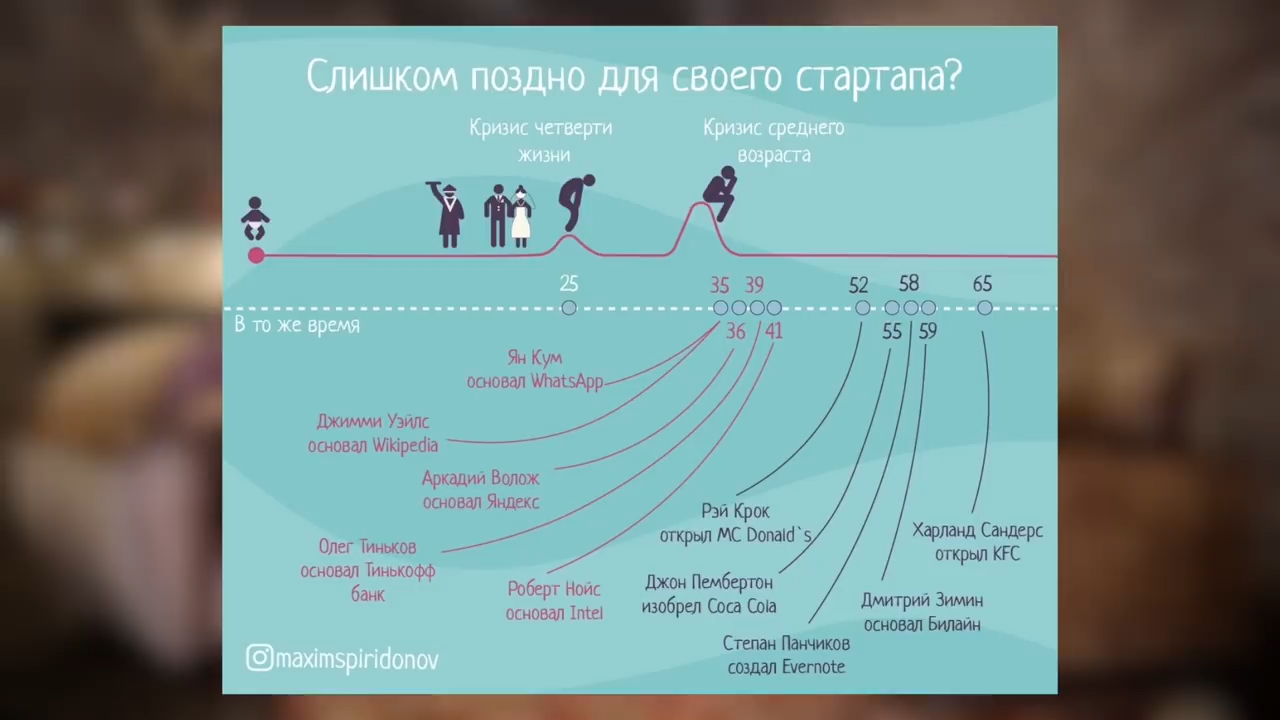 Слишком поздно для своего стартапа?
Кризис четверти
жизни
Кризис среднего
возраста
25
35
39
52
58
65
В то же время
36
41
55
59
Ян Кум
основал WhatsApp
Джимми Уэйлс
основал Wikipedia
Аркадий Волож
основал Яндекс
Олег Тиньков
основал Тинькофф
банк
Роберт Нойс
основал Intel
Рэй Крок
открыл MC Donald`s
Джон Пембертон
изобрел Coca Cola
Степан Панчиков
создал Evernote
Дмитрий Зимин
основал Билайн
Харланд Сандерс
открыл KFC
maximspiridonov